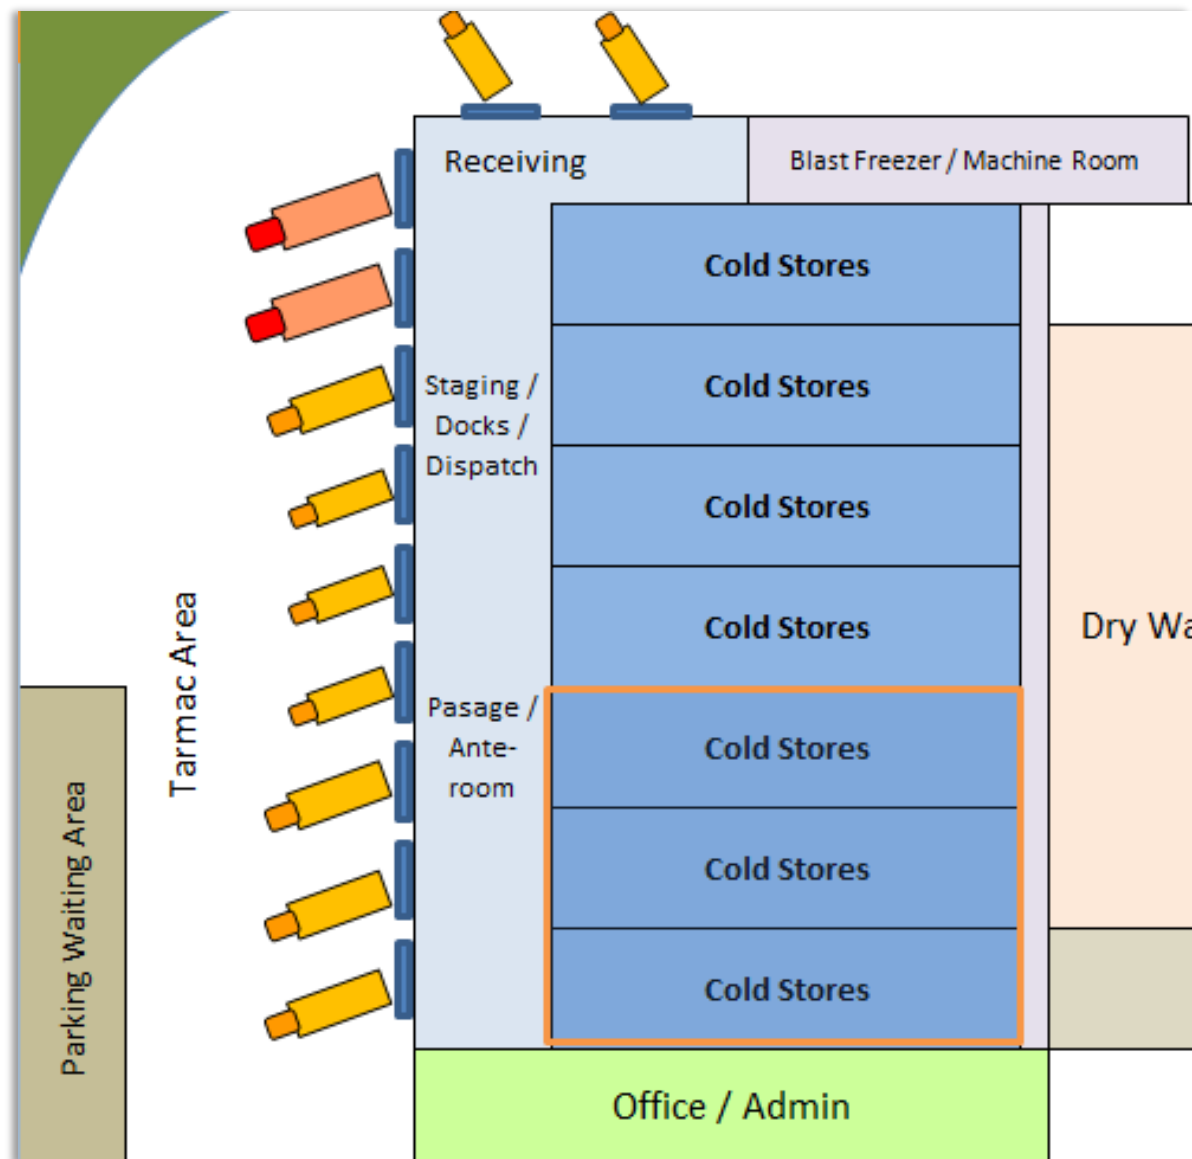 Receiving
Blast Freezer / Machine Room
Cold Stores
Cold Stores
Staging /
Docks /
Dispatch
Cold Stores
Cold Stores
Tarmac Area
Dry Wa
Pasage /
Ante-
room
Cold Stores
Cold Stores
Cold Stores
Parking Waiting Area
Office / Admin